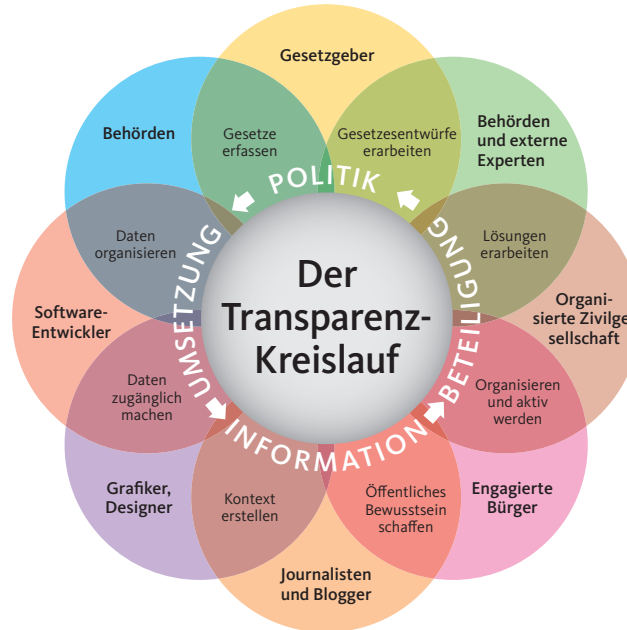 Gesetzgeber
Behörden
Gesetze
erfassen
Gesetzesentwürfe
erarbeiten
Behörden
und externe
Experten
POLITIK
Daten
organisieren
UMSETZUNG
Der
Transparenz-
Kreislauf
BETEILIGUNG
Lösungen
erarbeiten
Software-
Entwickler
Organi-
sierte Zivilge
sellschaft
Daten
zugänglich
machen
INFORMATION
Organisieren
und aktiv
werden
Grafiker,
Designer
Kontext
erstellen
Öffentliches
Bewusstsein
schaffen
Engagierte
Bürger
Journalisten
und Blogger